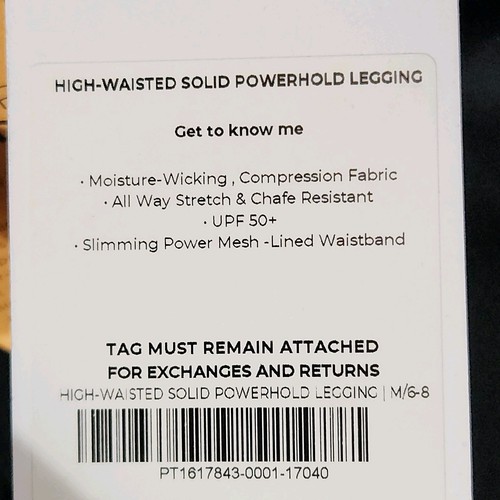 HIGH-WAISTED SOLID POWERHOLD LEGGING
Get to know me
· Moisture-Wicking , Compression Fabric
· All Way Stretch & Chafe Resistant
· UPF 50+
· Slimming Power Mesh -Lined Waistband
TAG MUST REMAIN ATTACHED
FOR EXCHANGES AND RETURNS
HIGH-WAISTED SOLID POWERHOLD LEGGING | M/6-8
PT1617843-0001-17040